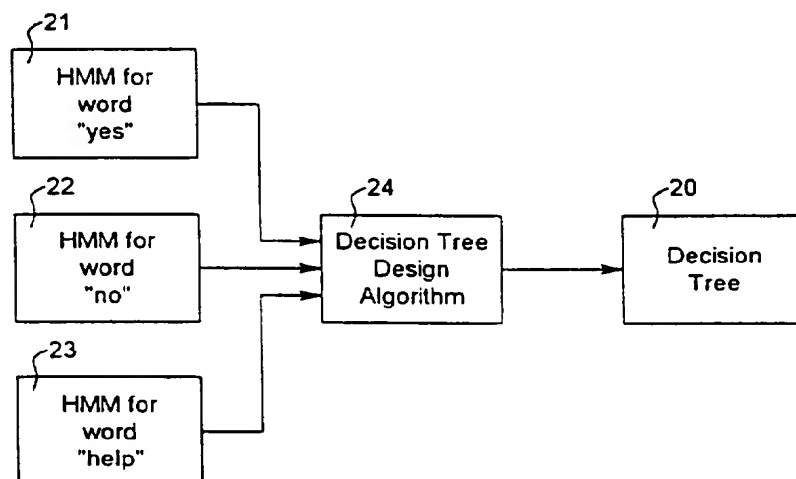 21
HMM for
word
"yes"
22
HMM for
word
"no"
23
HMM for
word
"help"
24
Decision Tree
Design
Algorithm
20
Decision
Tree